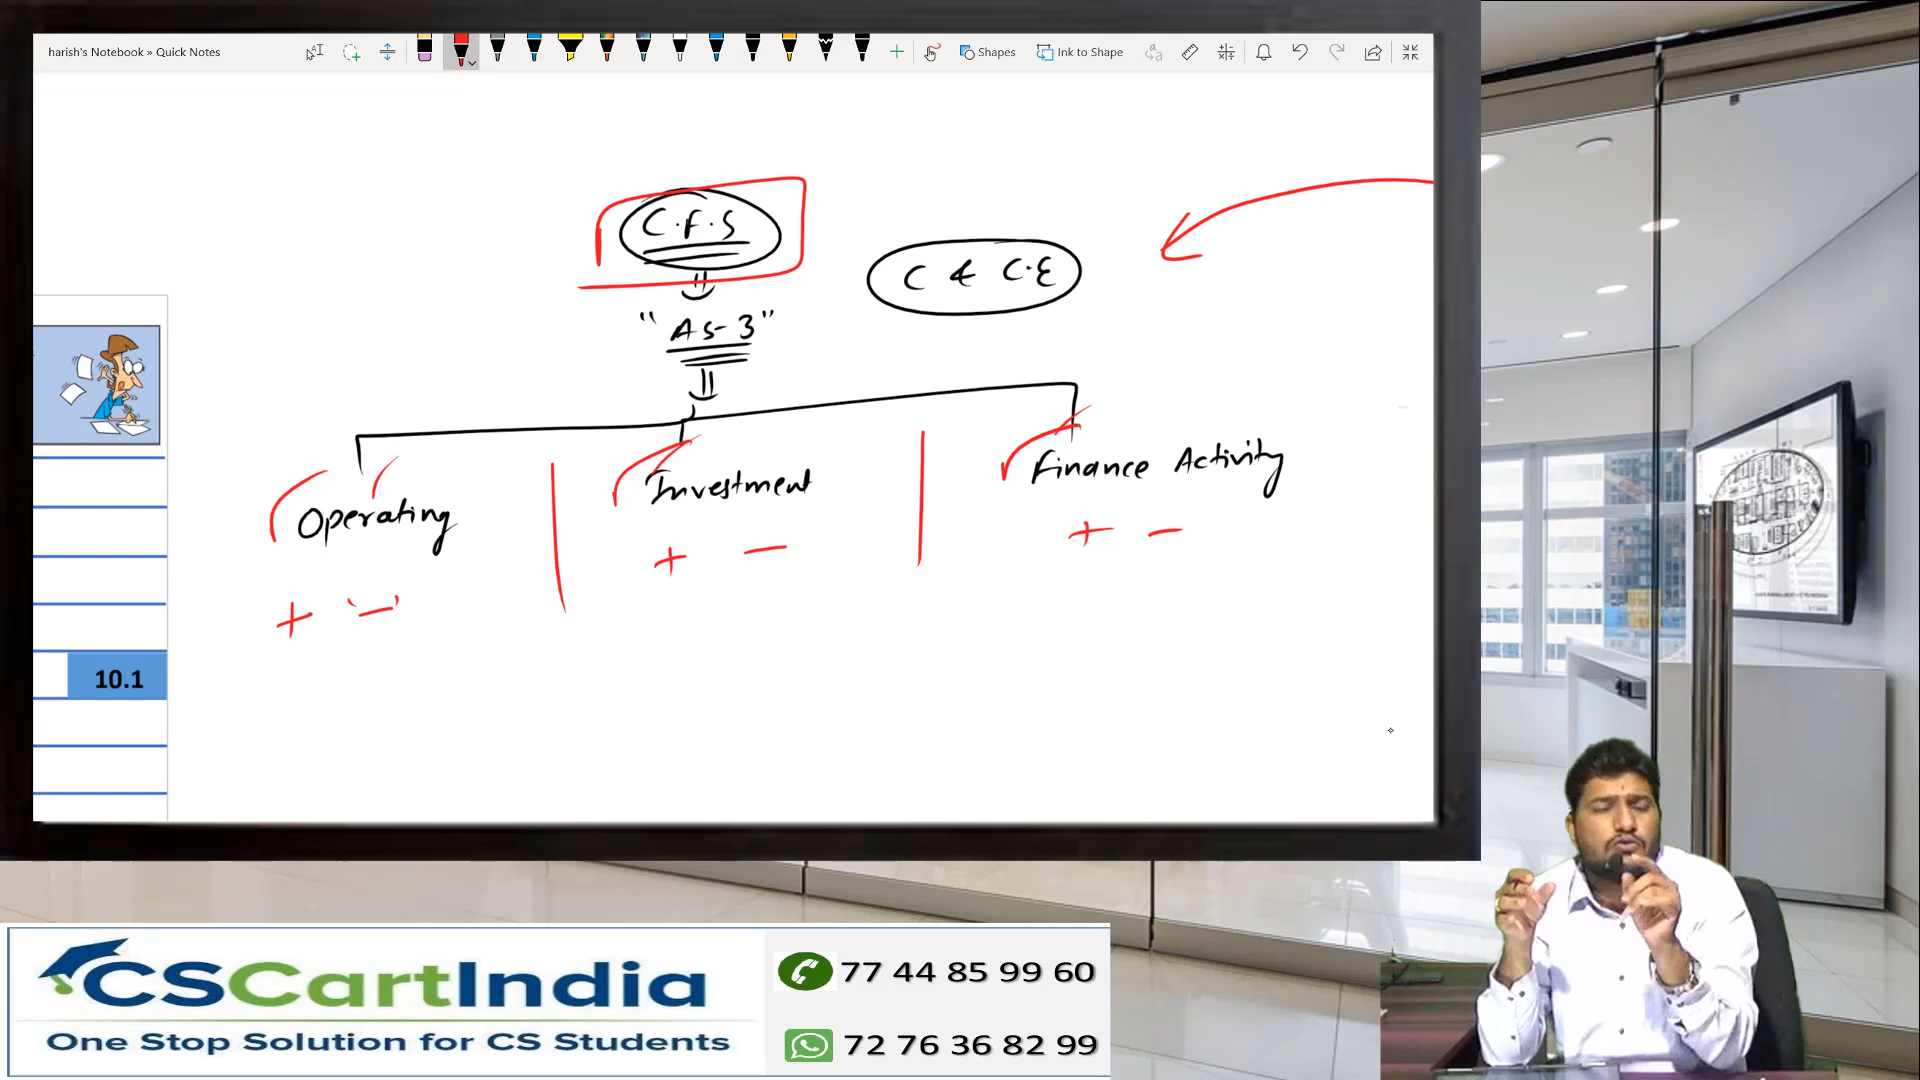 harish's Notebook » Quick Notes
Shapes
Ink to Shape
C.F.S
C & C.E
"AS-3"
Operating
Investment
Finance Activity
+ -
+ -
+ '-'
10.1
CSCartIndia
One Stop Solution for CS Students
77 44 85 99 60
72 76 36 82 99